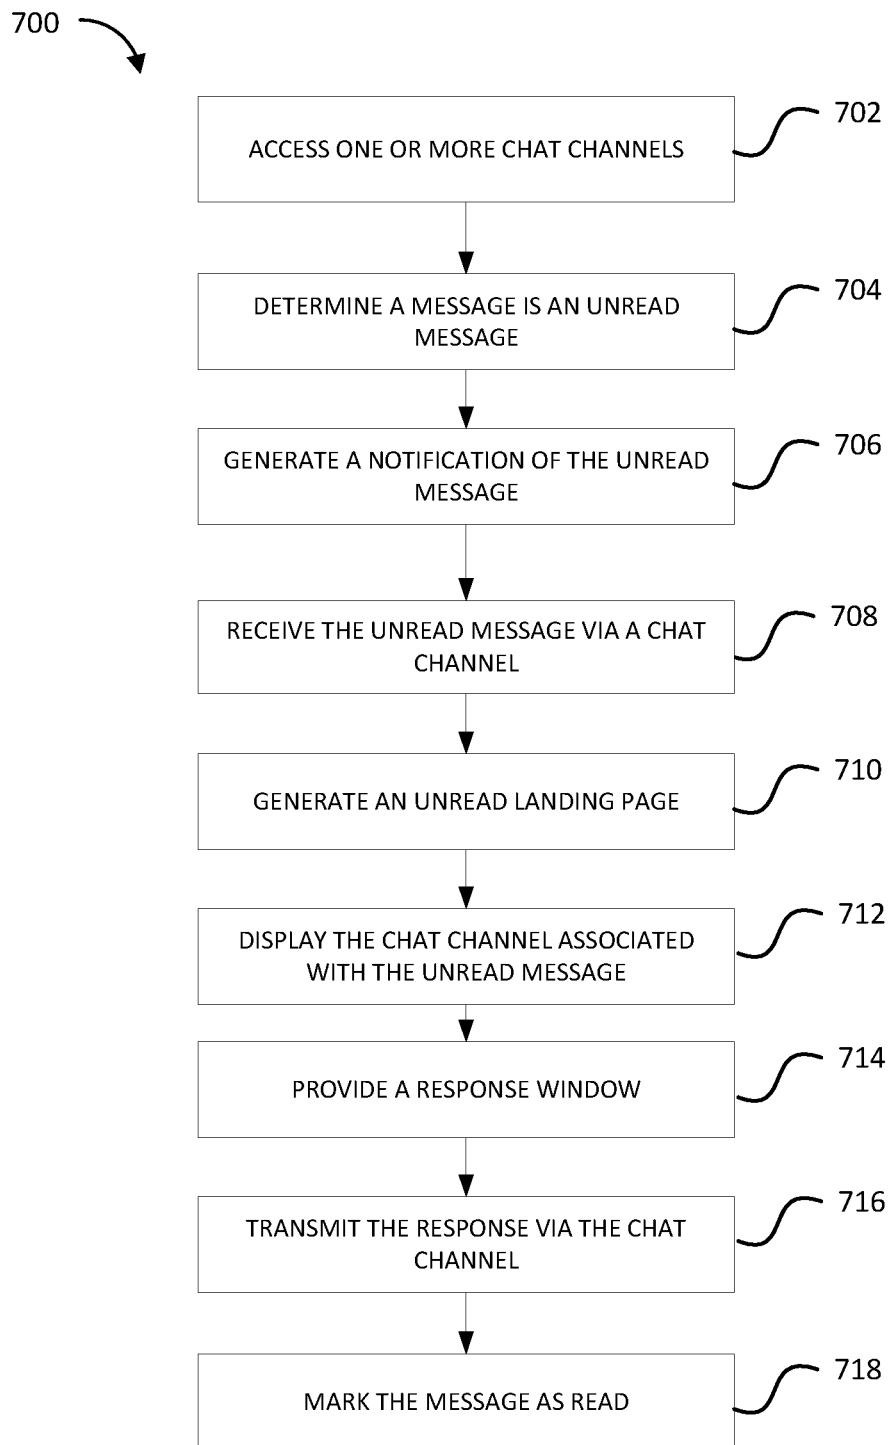 700
ACCESS ONE OR MORE CHAT CHANNELS
702
DETERMINE A MESSAGE IS AN UNREAD
MESSAGE
704
GENERATE A NOTIFICATION OF THE UNREAD
MESSAGE
706
RECEIVE THE UNREAD MESSAGE VIA A CHAT
CHANNEL
708
GENERATE AN UNREAD LANDING PAGE
710
DISPLAY THE CHAT CHANNEL ASSOCIATED
WITH THE UNREAD MESSAGE
712
PROVIDE A RESPONSE WINDOW
714
TRANSMIT THE RESPONSE VIA THE CHAT
CHANNEL
716
MARK THE MESSAGE AS READ
718